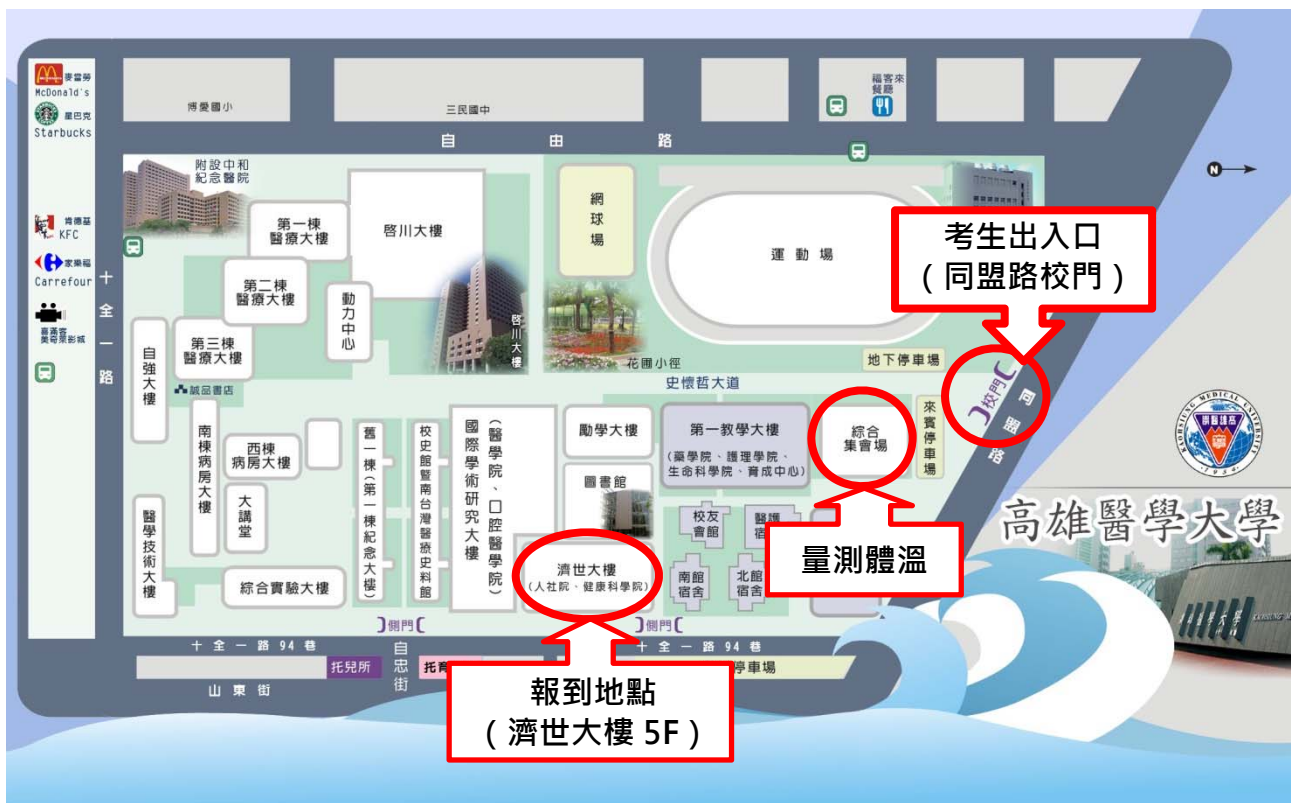 麥當勞
McDonald's
星巴克
Starbucks
肯德基
KFC
家樂福
Carrefour
喜滿客
美奇萊影城
十全一路
博愛國小
三民國中
福客來
餐廳
自由路
N
附設中和
紀念醫院
第一棟
醫療大樓
啓川大樓
網球場
運動場
考生出入口
(同盟路校門)
第二棟
醫療大樓
動力中心
啓川大樓
第三棟
醫療大樓
自強大樓
誠品書店
花圃小徑
地下停車場
史懷哲大道
校門
同盟路
來賓停車場
南棟病房大樓
西棟
病房大樓
大講堂
舊一棟(第一棟紀念大樓)
校史館暨南台灣醫療史料館
國際學術研究大樓
(醫學院、口腔醫學院)
勵學大樓
圖書館
第一教學大樓
(藥學院、護理學院、
生命科學院、育成中心)
綜合
集會場
KAOHSIUNG MEDICAL UNIVERSITY
1954
高雄醫學大學
醫學技術大樓
綜合實驗大樓
濟世大樓
(人社院、健康科學院)
校友
會館
醫護
宿
南館
宿舍
北館
宿舍
量測體溫
側門
側門
十全一路94巷
自忠街
十全一路94巷
托兒所
托育
停車場
山東街
報到地點
(濟世大樓 5F)